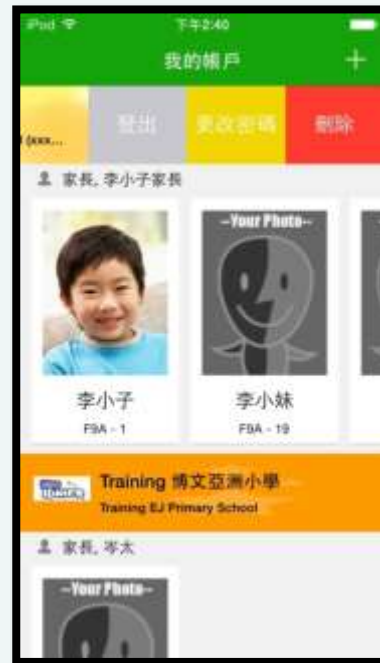 iPod 下午2:40
我的帳戶 +
(xxx...
登出 更改密碼 刪除
家長, 李小子家長
--Your Photo--
李小子 李小妹
F9A - 1 F9A - 19
Training 博文亞洲小學
Training EJ Primary School
家長, 岑太
--Your Photo--